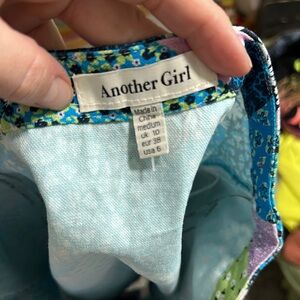 Another Girl
Made in
China
medium
uk 10
eur 38
usa 6